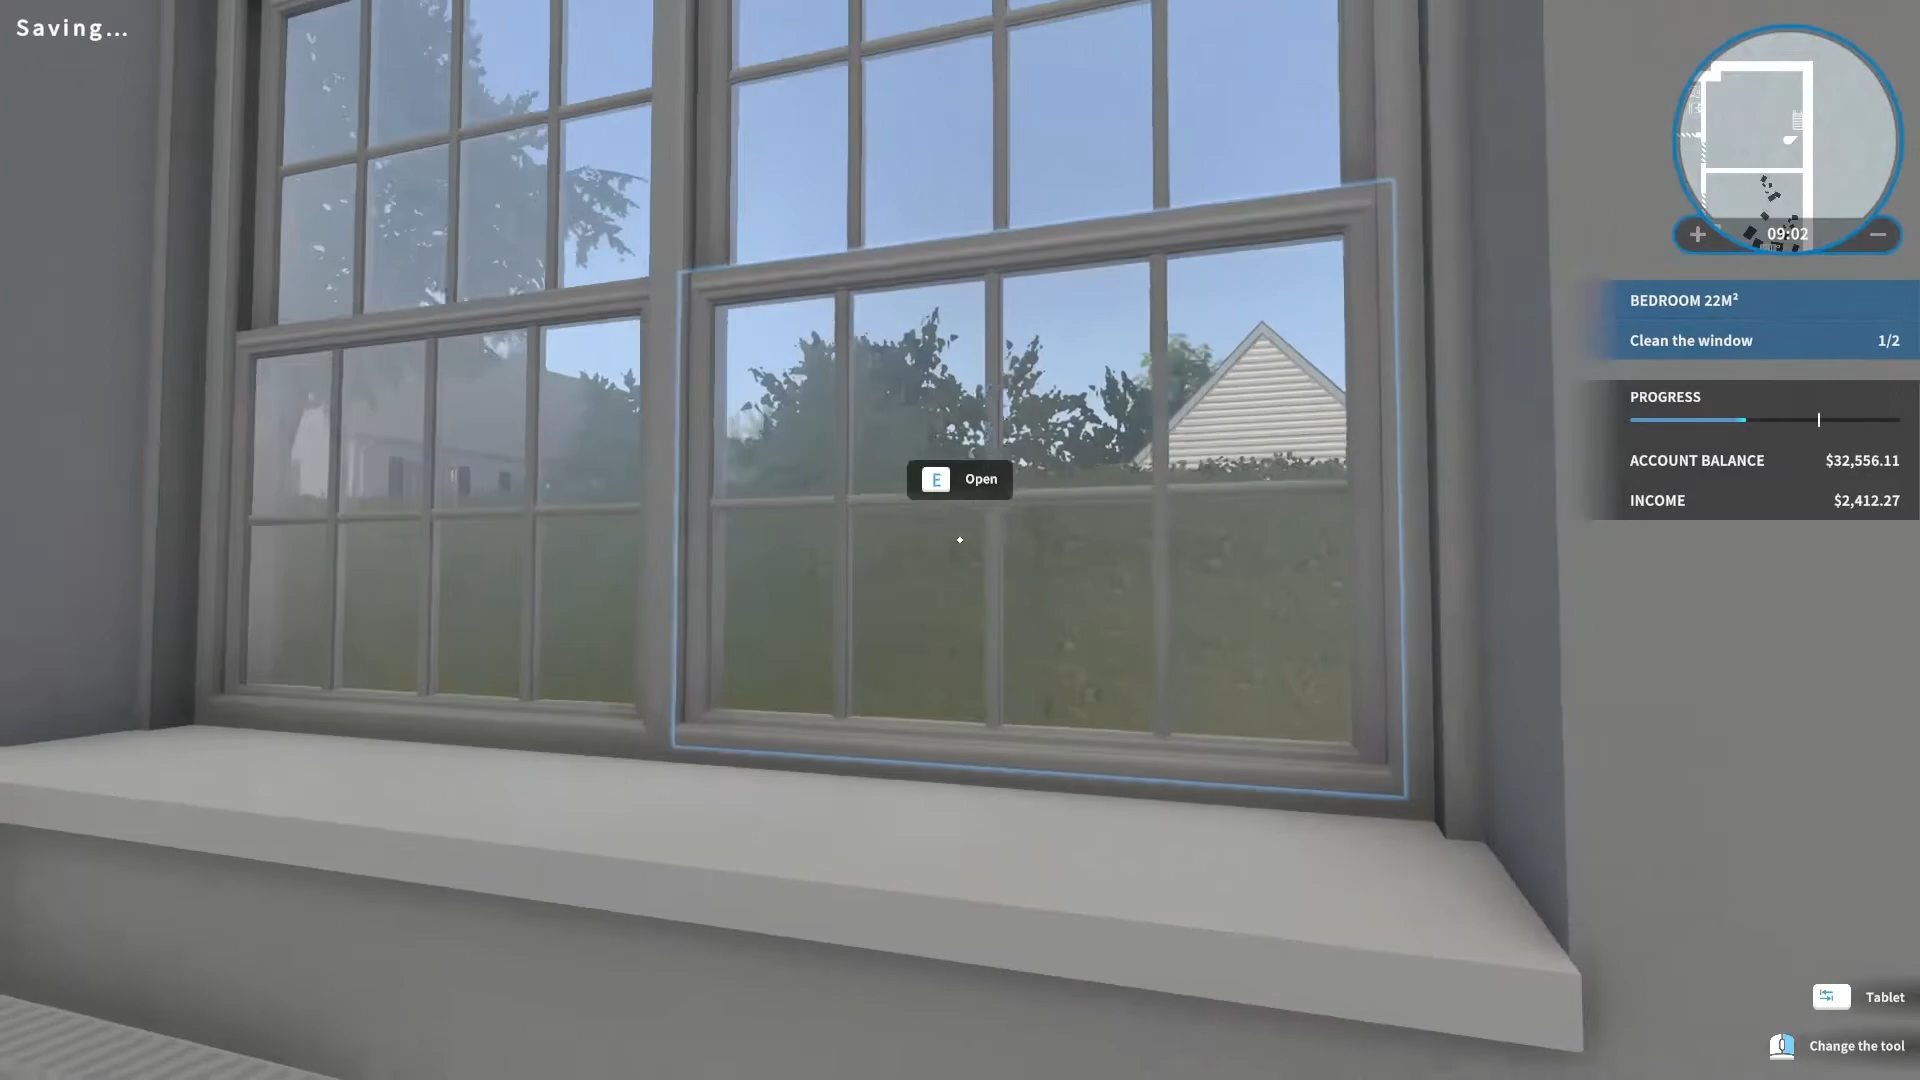 Saving...
09:02
BEDROOM 22M²
Clean the window 1/2
PROGRESS
ACCOUNT BALANCE $32,556.11
INCOME $2,412.27
E Open
Tablet
Change the tool